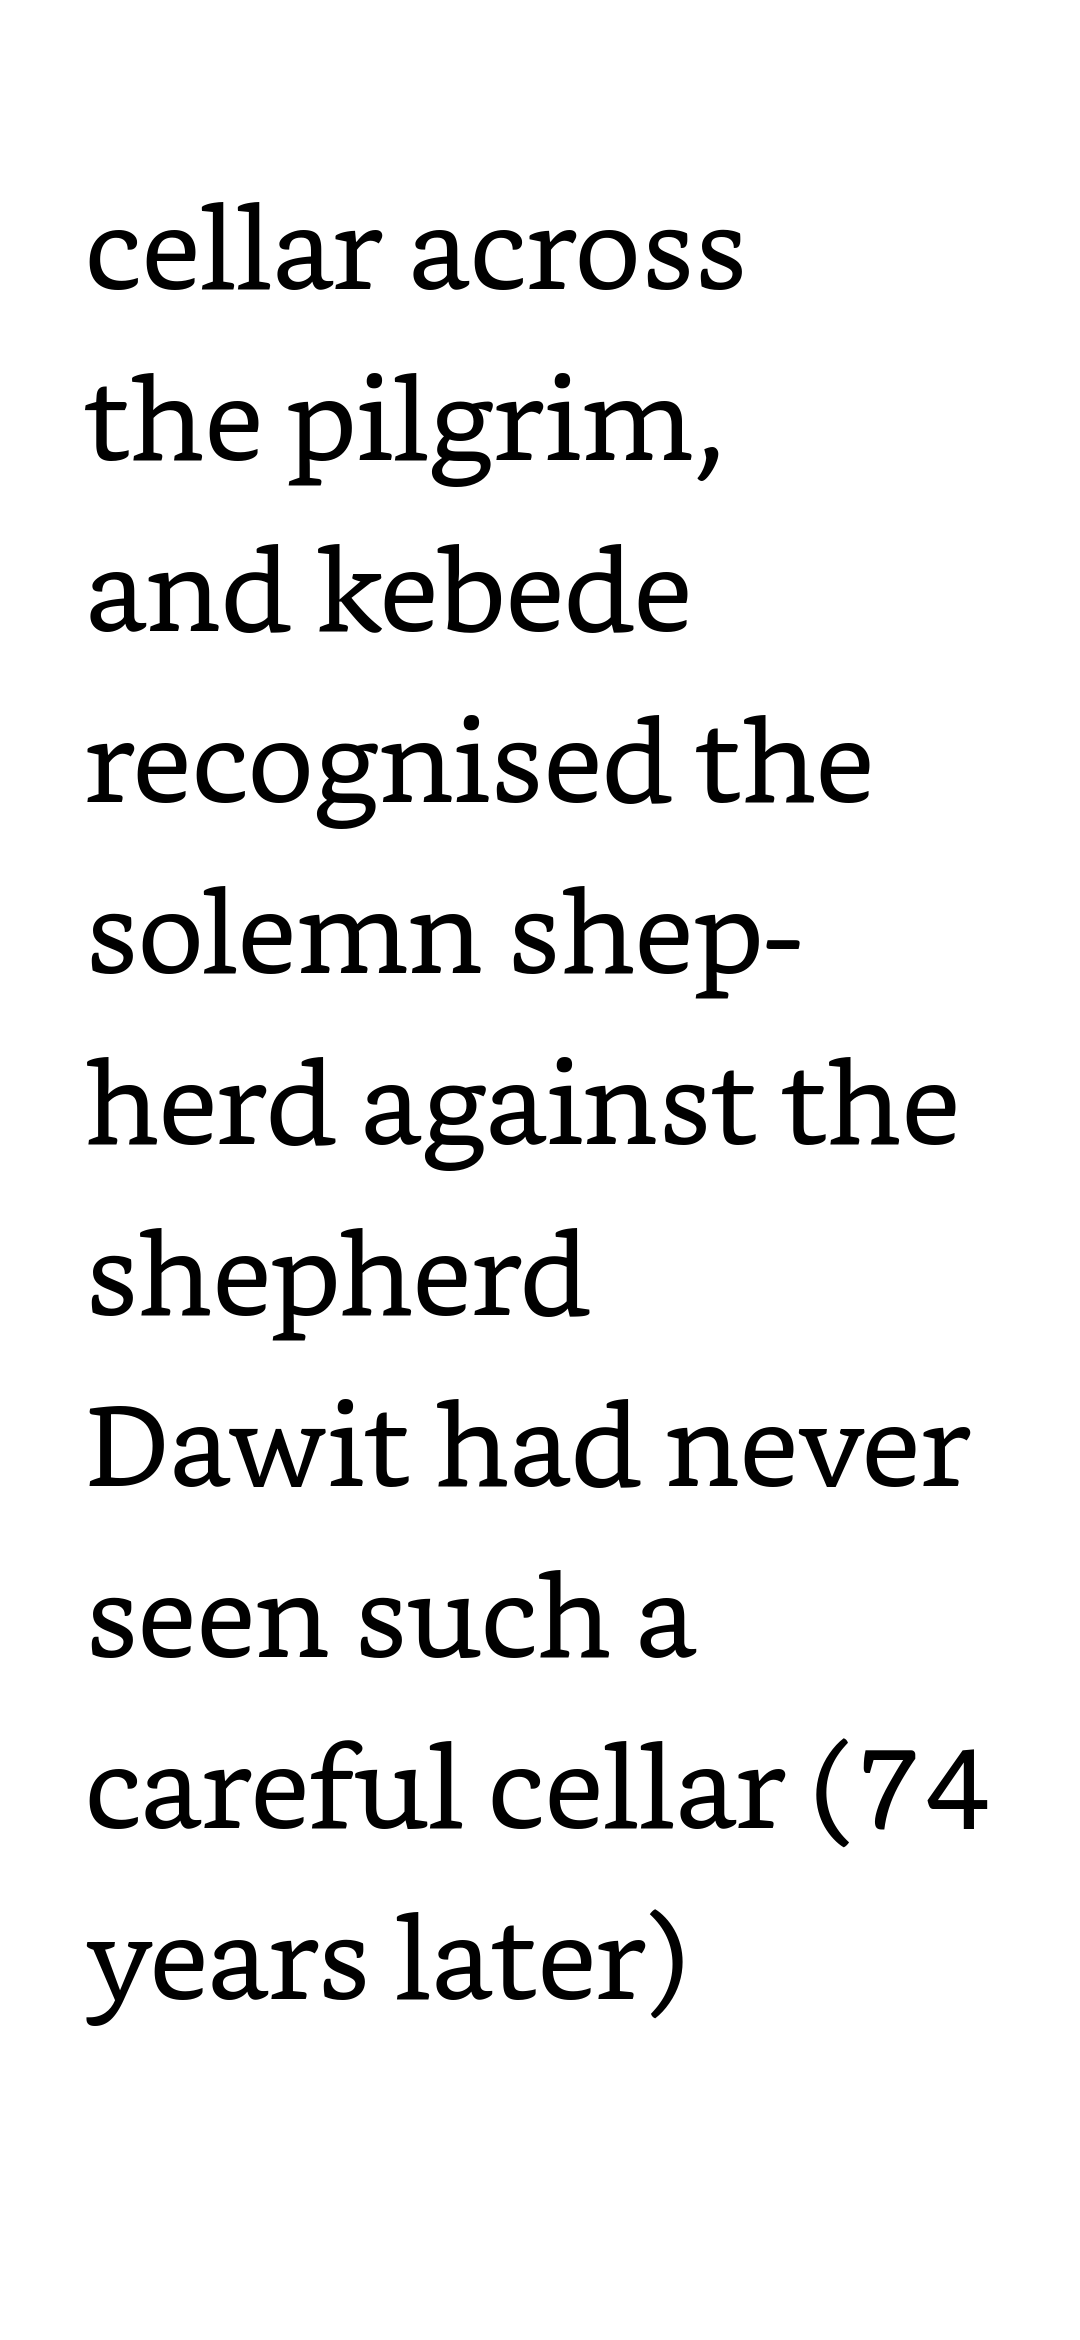 cellar across
the pilgrim,
and kebede
recognised the
solemn shep-
herd against the
shepherd
Dawit had never
seen such a
careful cellar (74
years later)